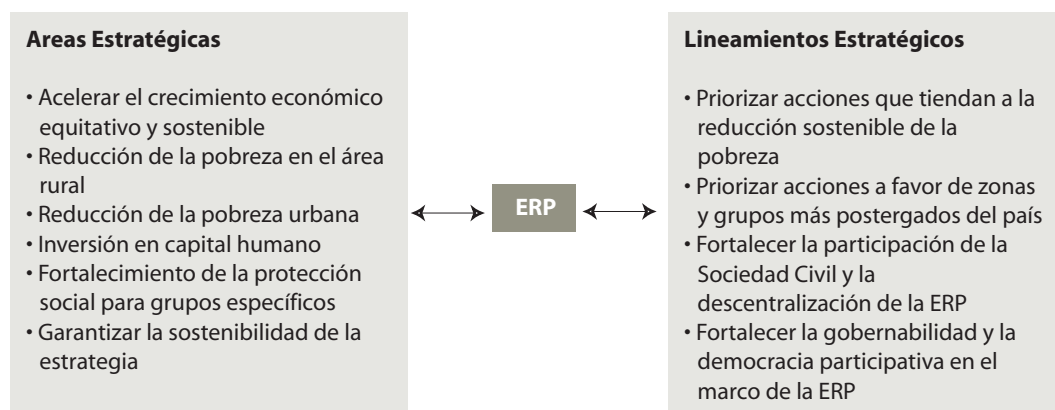 Areas Estratégicas
• Acelerar el crecimiento económico
equitativo y sostenible
• Reducción de la pobreza en el área
rural
• Reducción de la pobreza urbana
• Inversión en capital humano
• Fortalecimiento de la protección
social para grupos específicos
• Garantizar la sostenibilidad de la
estrategia
ERP
Lineamientos Estratégicos
• Priorizar acciones que tiendan a la
reducción sostenible de la
pobreza
• Priorizar acciones a favor de zonas
y grupos más postergados del país
• Fortalecer la participación de la
Sociedad Civil y la
descentralización de la ERP
• Fortalecer la gobernabilidad y la
democracia participativa en el
marco de la ERP